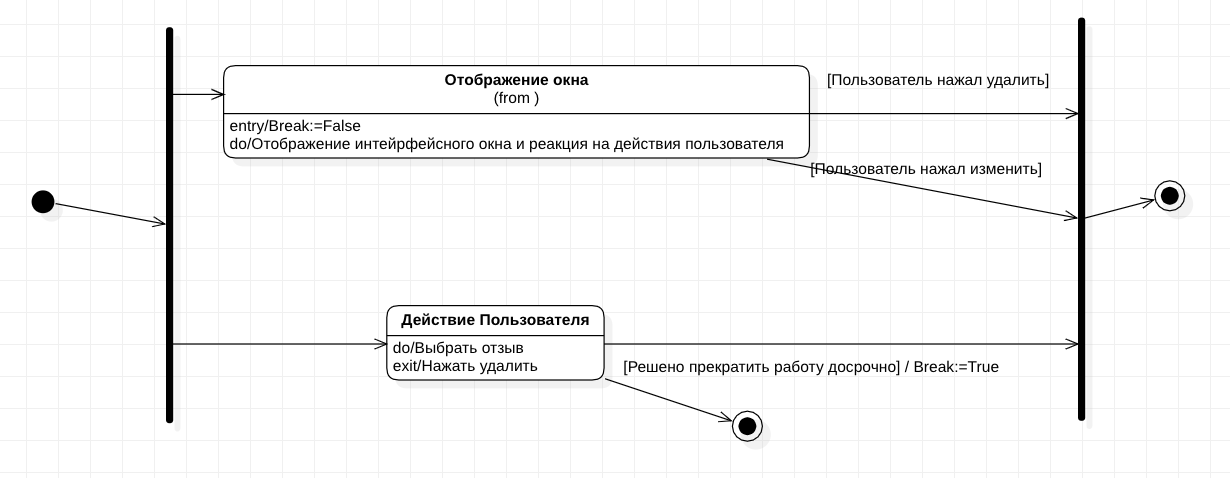 Отображение окна
(from )
entry/Break:=False
do/Отображение интейрфейсного окна и реакция на действия пользователя
[Пользователь нажал удалить]
[Пользователь нажал изменить]
Действие Пользователя
do/Выбрать отзыв
exit/Нажать удалить
[Решено прекратить работу досрочно] / Break:=True